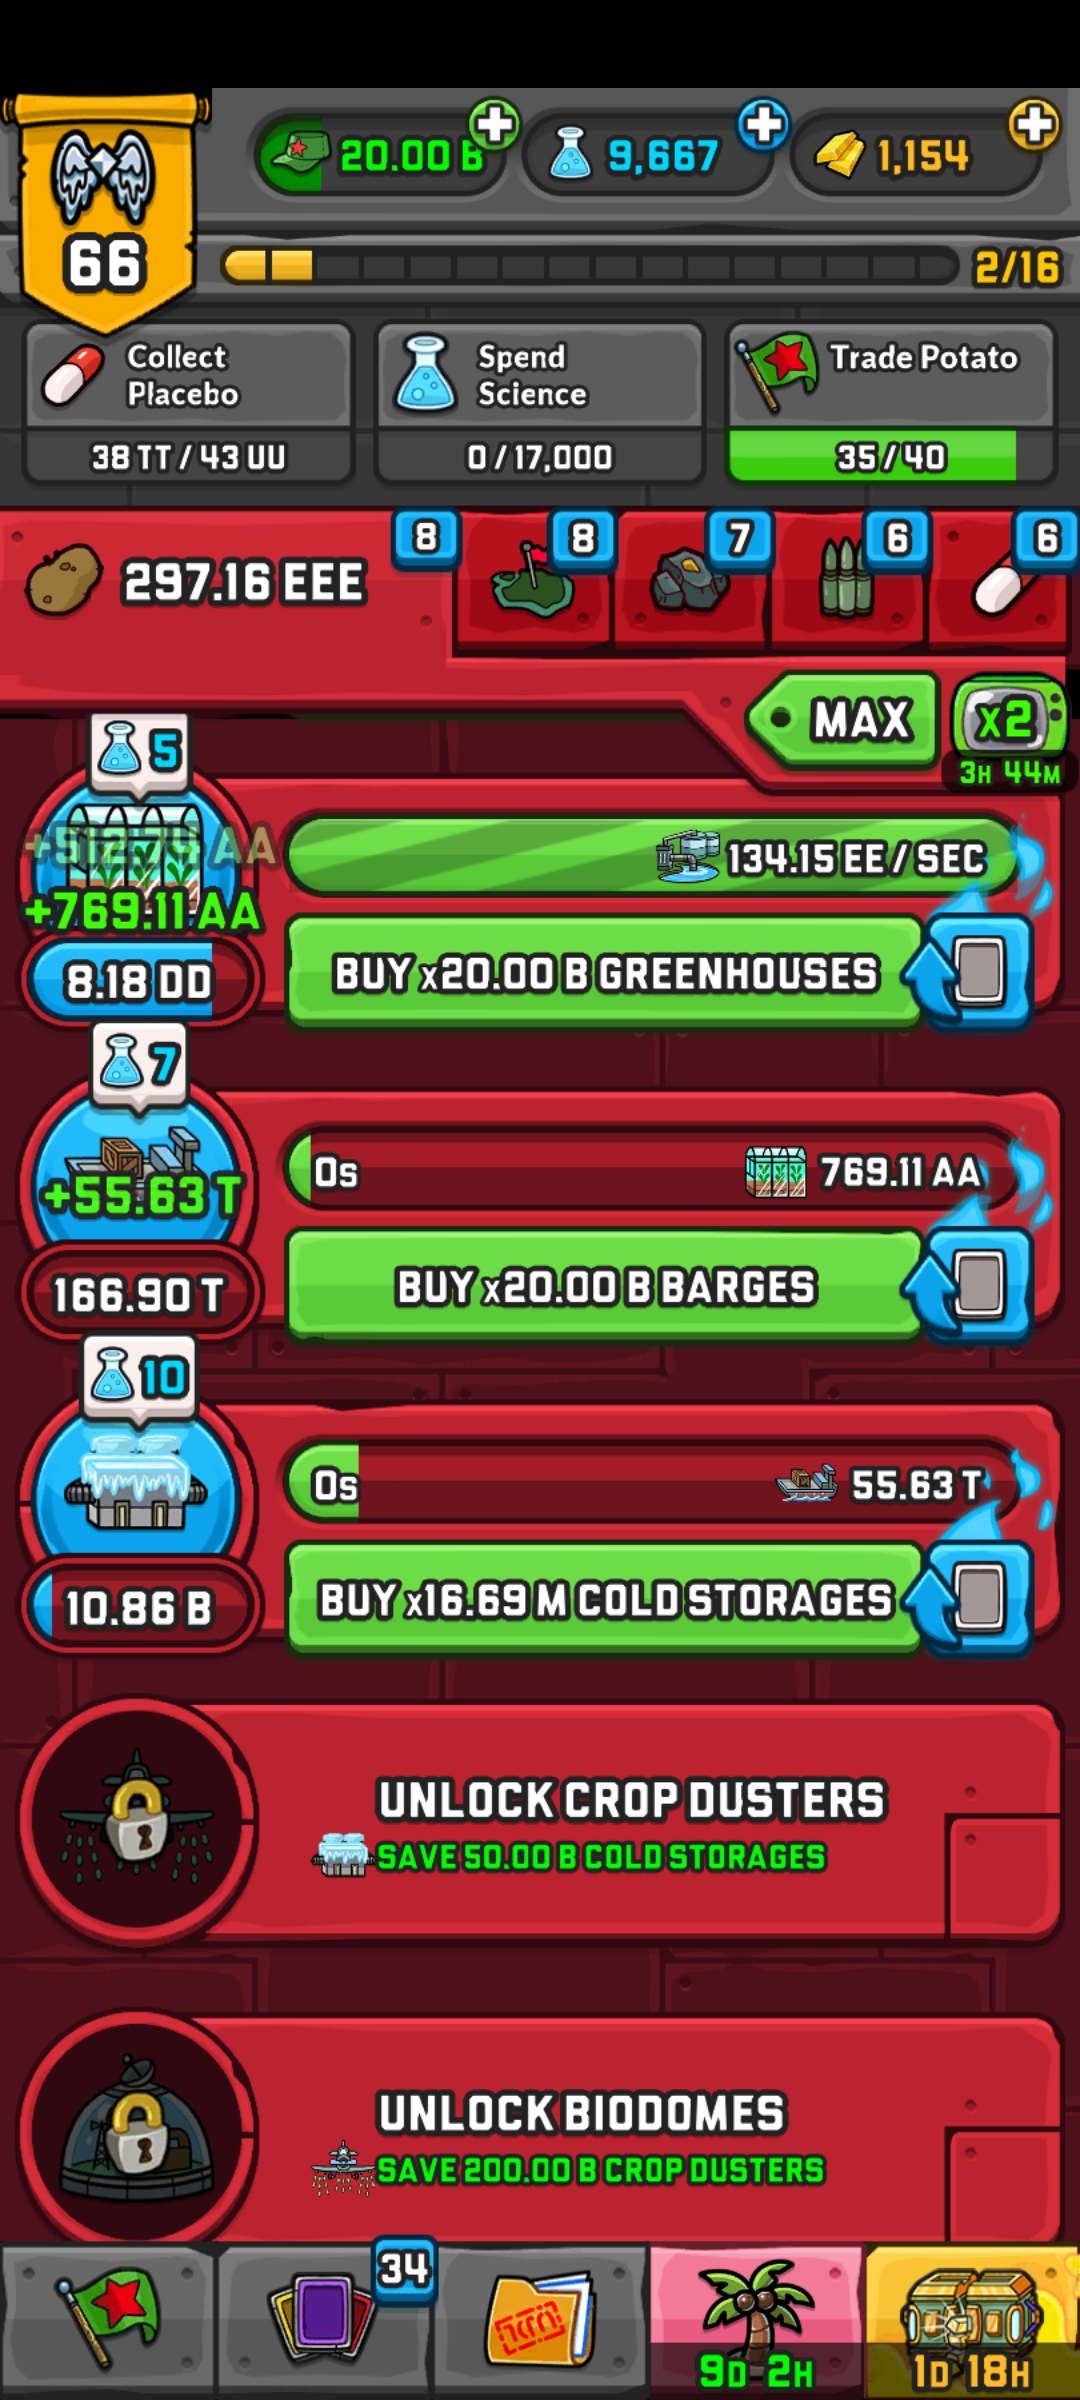 20.00 B
9,667
1,154
66
2/16
Collect
Placebo
38 TT / 43 UU
Spend
Science
0 / 17,000
Trade Potato
35 / 40
297.16 EEE
8
8
7
6
6
MAX
x2
3H 44M
5
+512.74 AA
+769.11 AA
8.18 DD
134.15 EE / SEC
BUY x20.00 B GREENHOUSES
7
+55.63 T
166.90 T
0s
769.11 AA
BUY x20.00 B BARGES
10
10.86 B
0s
55.63 T
BUY x16.69 M COLD STORAGES
UNLOCK CROP DUSTERS
SAVE 50.00 B COLD STORAGES
UNLOCK BIODOMES
SAVE 200.00 B CROP DUSTERS
34
9D 2H
1D 18H